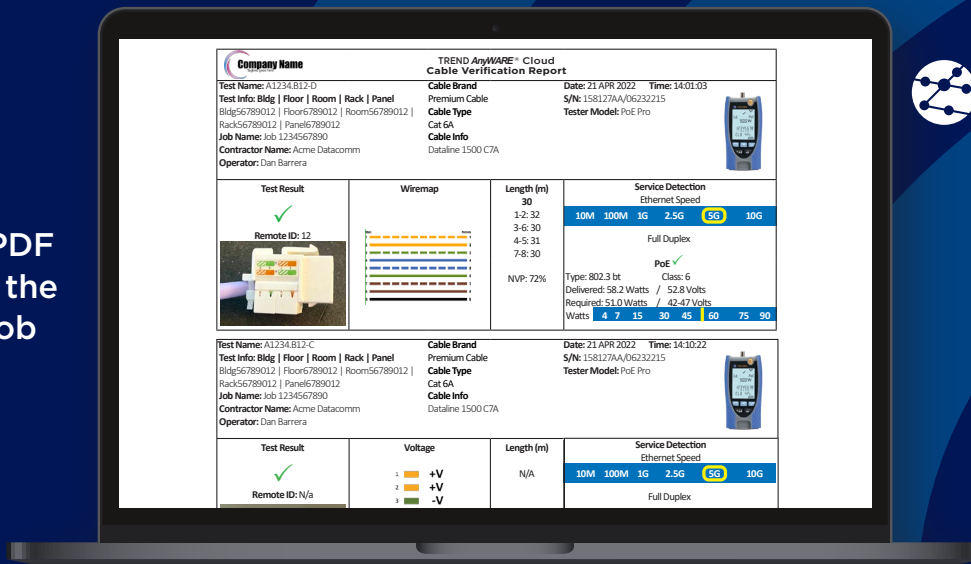 PDF
the
ob
Company Name
TREND AnyWARE® Cloud
Cable Verification Report
Test Name: A1234.B12-D
Test Info: Bldg | Floor | Room | Rack | Panel
Bldg56789012 | Floor6789012 | Room56789012 |
Rack56789012 | Panel6789012
Job Name: Job 1234567890
Contractor Name: Acme Datacomm
Operator: Dan Barrera
Cable Brand
Premium Cable
Cable Type
Cat 6A
Cable Info
Dataline 1500 C7A
Date: 21 APR 2022 Time: 14:01:03
S/N: 158127AA/06232215
Tester Model: PoE Pro
Test Result
Remote ID: 12
Wiremap
Length (m)
30
1-2: 32
3-6: 30
4-5: 31
7-8: 30
NVP: 72%
Service Detection
Ethernet Speed
10M 100M 1G 2.5G 5G 10G
Full Duplex
PoE ✓
Type: 802.3 bt Class: 6
Delivered: 58.2 Watts / 52.8 Volts
Required: 51.0 Watts / 42-47 Volts
Watts 4 7 15 30 45 60 75 90
Test Name: A1234.B12-C
Test Info: Bldg | Floor | Room | Rack | Panel
Bldg56789012 | Floor6789012 | Room56789012 |
Rack56789012 | Panel6789012
Job Name: Job 1234567890
Contractor Name: Acme Datacomm
Operator: Dan Barrera
Cable Brand
Premium Cable
Cable Type
Cat 6A
Cable Info
Dataline 1500 C7A
Date: 21 APR 2022 Time: 14:10:22
S/N: 158127AA/06232215
Tester Model: PoE Pro
Test Result
Remote ID: N/a
Voltage
1 +V
2 +V
3 -V
Length (m)
N/A
Service Detection
Ethernet Speed
10M 100M 1G 2.5G 5G 10G
Full Duplex